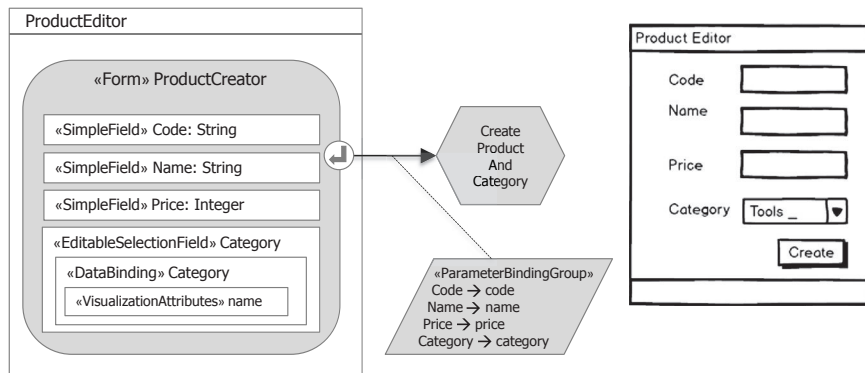 ProductEditor
«Form» ProductCreator
«SimpleField» Code: String
«SimpleField» Name: String
«SimpleField» Price: Integer
«EditableSelectionField» Category
«DataBinding» Category
«VisualizationAttributes» name
Create
Product
And
Category
«ParameterBindingGroup»
Code → code
Name → name
Price → price
Category → category
Product Editor
Code
Name
Price
Category Tools _
Create